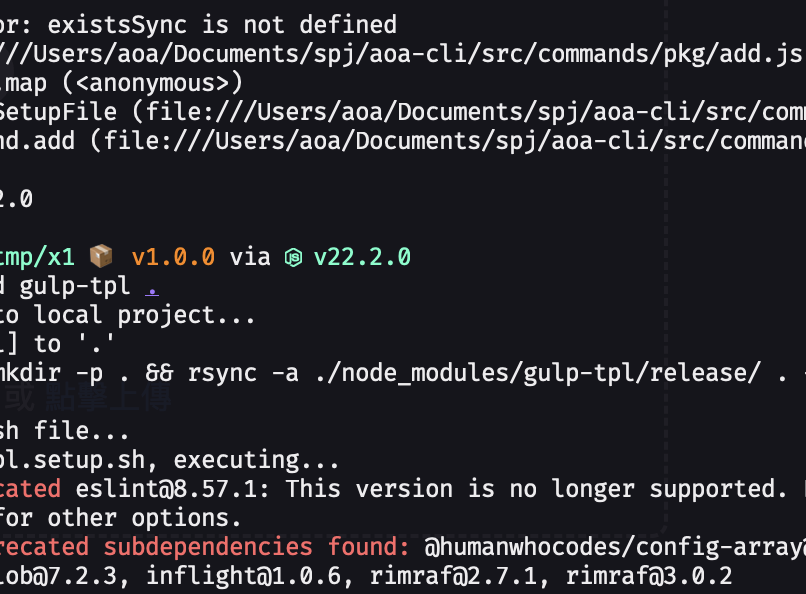 or: existsSync is not defined
///Users/aoa/Documents/spj/aoa-cli/src/commands/pkg/add.js
.map (<anonymous>)
SetupFile (file:///Users/aoa/Documents/spj/aoa-cli/src/com
nd.add (file:///Users/aoa/Documents/spj/aoa-cli/src/comman
2.0
tmp/x1 📦 v1.0.0 via v22.2.0
d gulp-tpl .
to local project...
l] to '.'
mkdir -p . && rsync -a ./node_modules/gulp-tpl/release/ . -
或 點擊上傳
sh file...
pl.setup.sh, executing...
cated eslint@8.57.1: This version is no longer supported.
for other options.
recated subdependencies found: @humanwhocodes/config-array@
lob@7.2.3, inflight@1.0.6, rimraf@2.7.1, rimraf@3.0.2